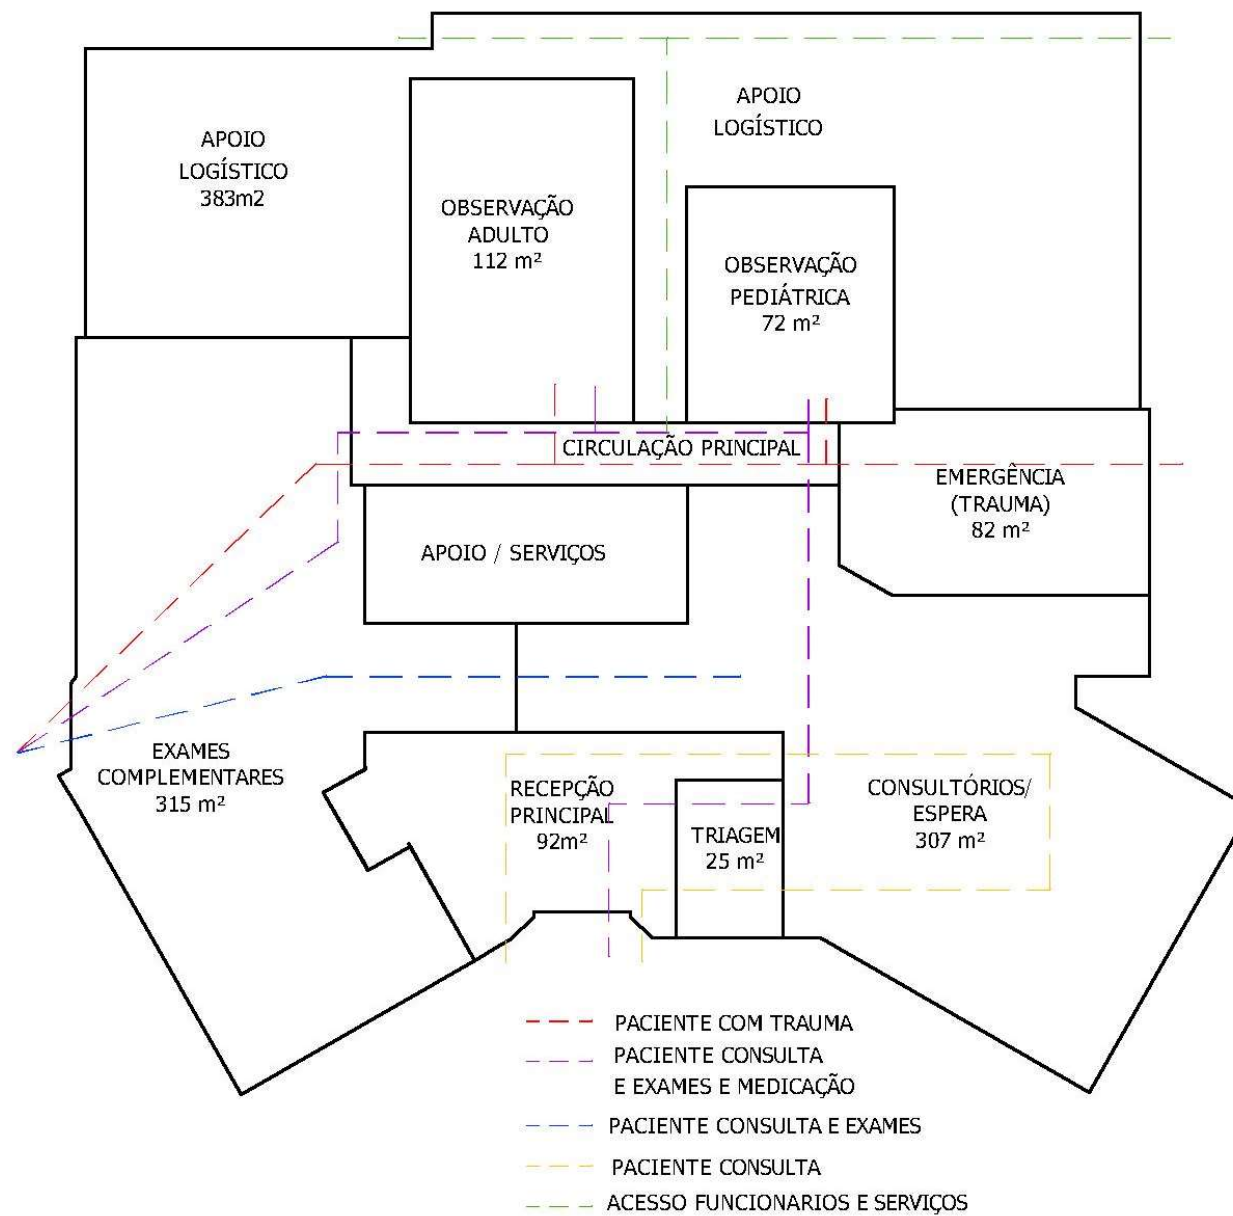 APOIO
LOGÍSTICO
APOIO
LOGÍSTICO
383m2
OBSERVAÇÃO
ADULTO
112 m²
OBSERVAÇÃO
PEDIÁTRICA
72 m²
CIRCULAÇÃO PRINCIPAL
EMERGÊNCIA
(TRAUMA)
82 m²
APOIO / SERVIÇOS
EXAMES
COMPLEMENTARES
315 m²
RECEPÇÃO
PRINCIPAL
92m²
TRIAGEM
25 m²
CONSULTÓRIOS/
ESPERA
307 m²
PACIENTE COM TRAUMA
PACIENTE CONSULTA
E EXAMES E MEDICAÇÃO
PACIENTE CONSULTA E EXAMES
PACIENTE CONSULTA
ACESSO FUNCIONARIOS E SERVIÇOS